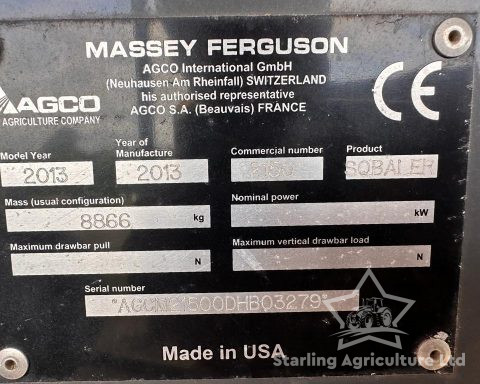 MASSEY FERGUSON
AGCO International GmbH
(Neuhausen Am Rheinfall) SWITZERLAND
his authorised representative
AGCO S.A. (Beauvais) FRANCE
CE
AGCO
AGRICULTURE COMPANY
Model Year
Year of
Manufacture
Commercial number
Product
2013
2013
SQBALER
Mass (usual configuration)
8866 kg
Nominal power
kW
Maximum drawbar pull
N
Maximum vertical drawbar load
N
Serial number
Made in USA
Starling Agriculture Ltd